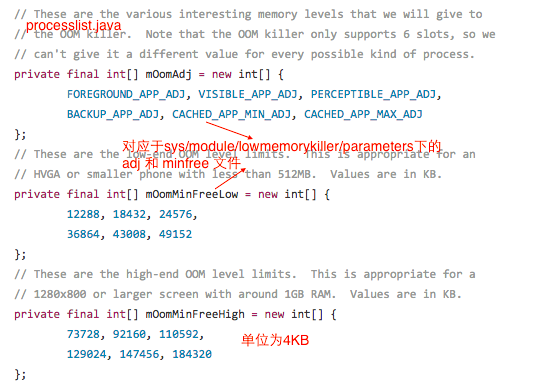 // These are the various interesting memory levels that we will give to
processlist.java
// the OOM killer.  Note that the OOM killer only supports 6 slots, so we
// can't give it a different value for every possible kind of process.
private final int[] mOomAdj = new int[] {
FOREGROUND_APP_ADJ, VISIBLE_APP_ADJ, PERCEPTIBLE_APP_ADJ,
BACKUP_APP_ADJ, CACHED_APP_MIN_ADJ, CACHED_APP_MAX_ADJ
};
对应于sys/module/lowmemorykiller/parameters下的
adj 和 minfree 文件
// These are the low-end OOM level limits.  This is appropriate for an
// HVGA or smaller phone with less than 512MB.  Values are in KB.
private final int[] mOomMinFreeLow = new int[] {
12288, 18432, 24576,
36864, 43008, 49152
};
// These are the high-end OOM level limits.  This is appropriate for a
// 1280x800 or larger screen with around 1GB RAM.  Values are in KB.
private final int[] mOomMinFreeHigh = new int[] {
73728, 92160, 110592,
129024, 147456, 184320
单位为4KB
};